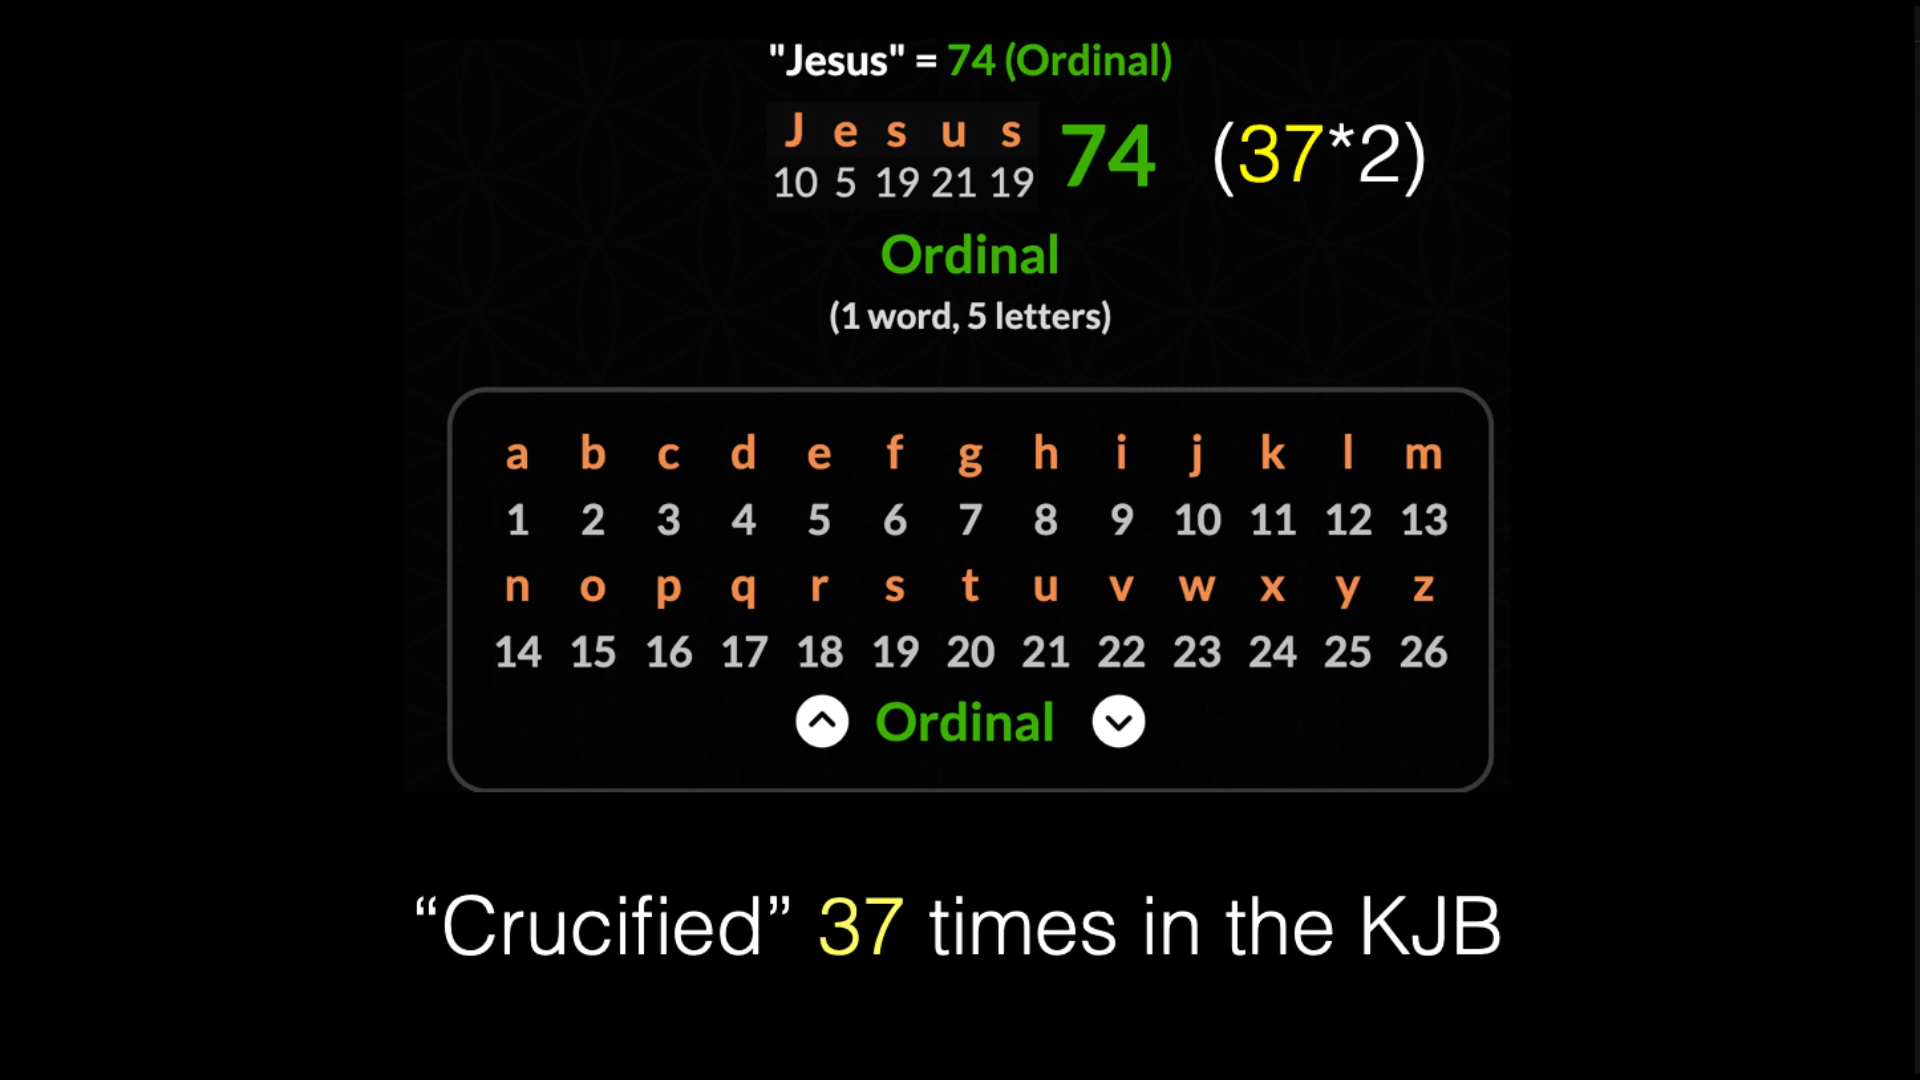 "Jesus" = 74 (Ordinal)
J e s u s 74 (37*2)
10 5 19 21 19
Ordinal
(1 word, 5 letters)
a b c d e f g h i j k l m
1 2 3 4 5 6 7 8 9 10 11 12 13
n o p q r s t u v w x y z
14 15 16 17 18 19 20 21 22 23 24 25 26
Ordinal
“Crucified” 37 times in the KJB